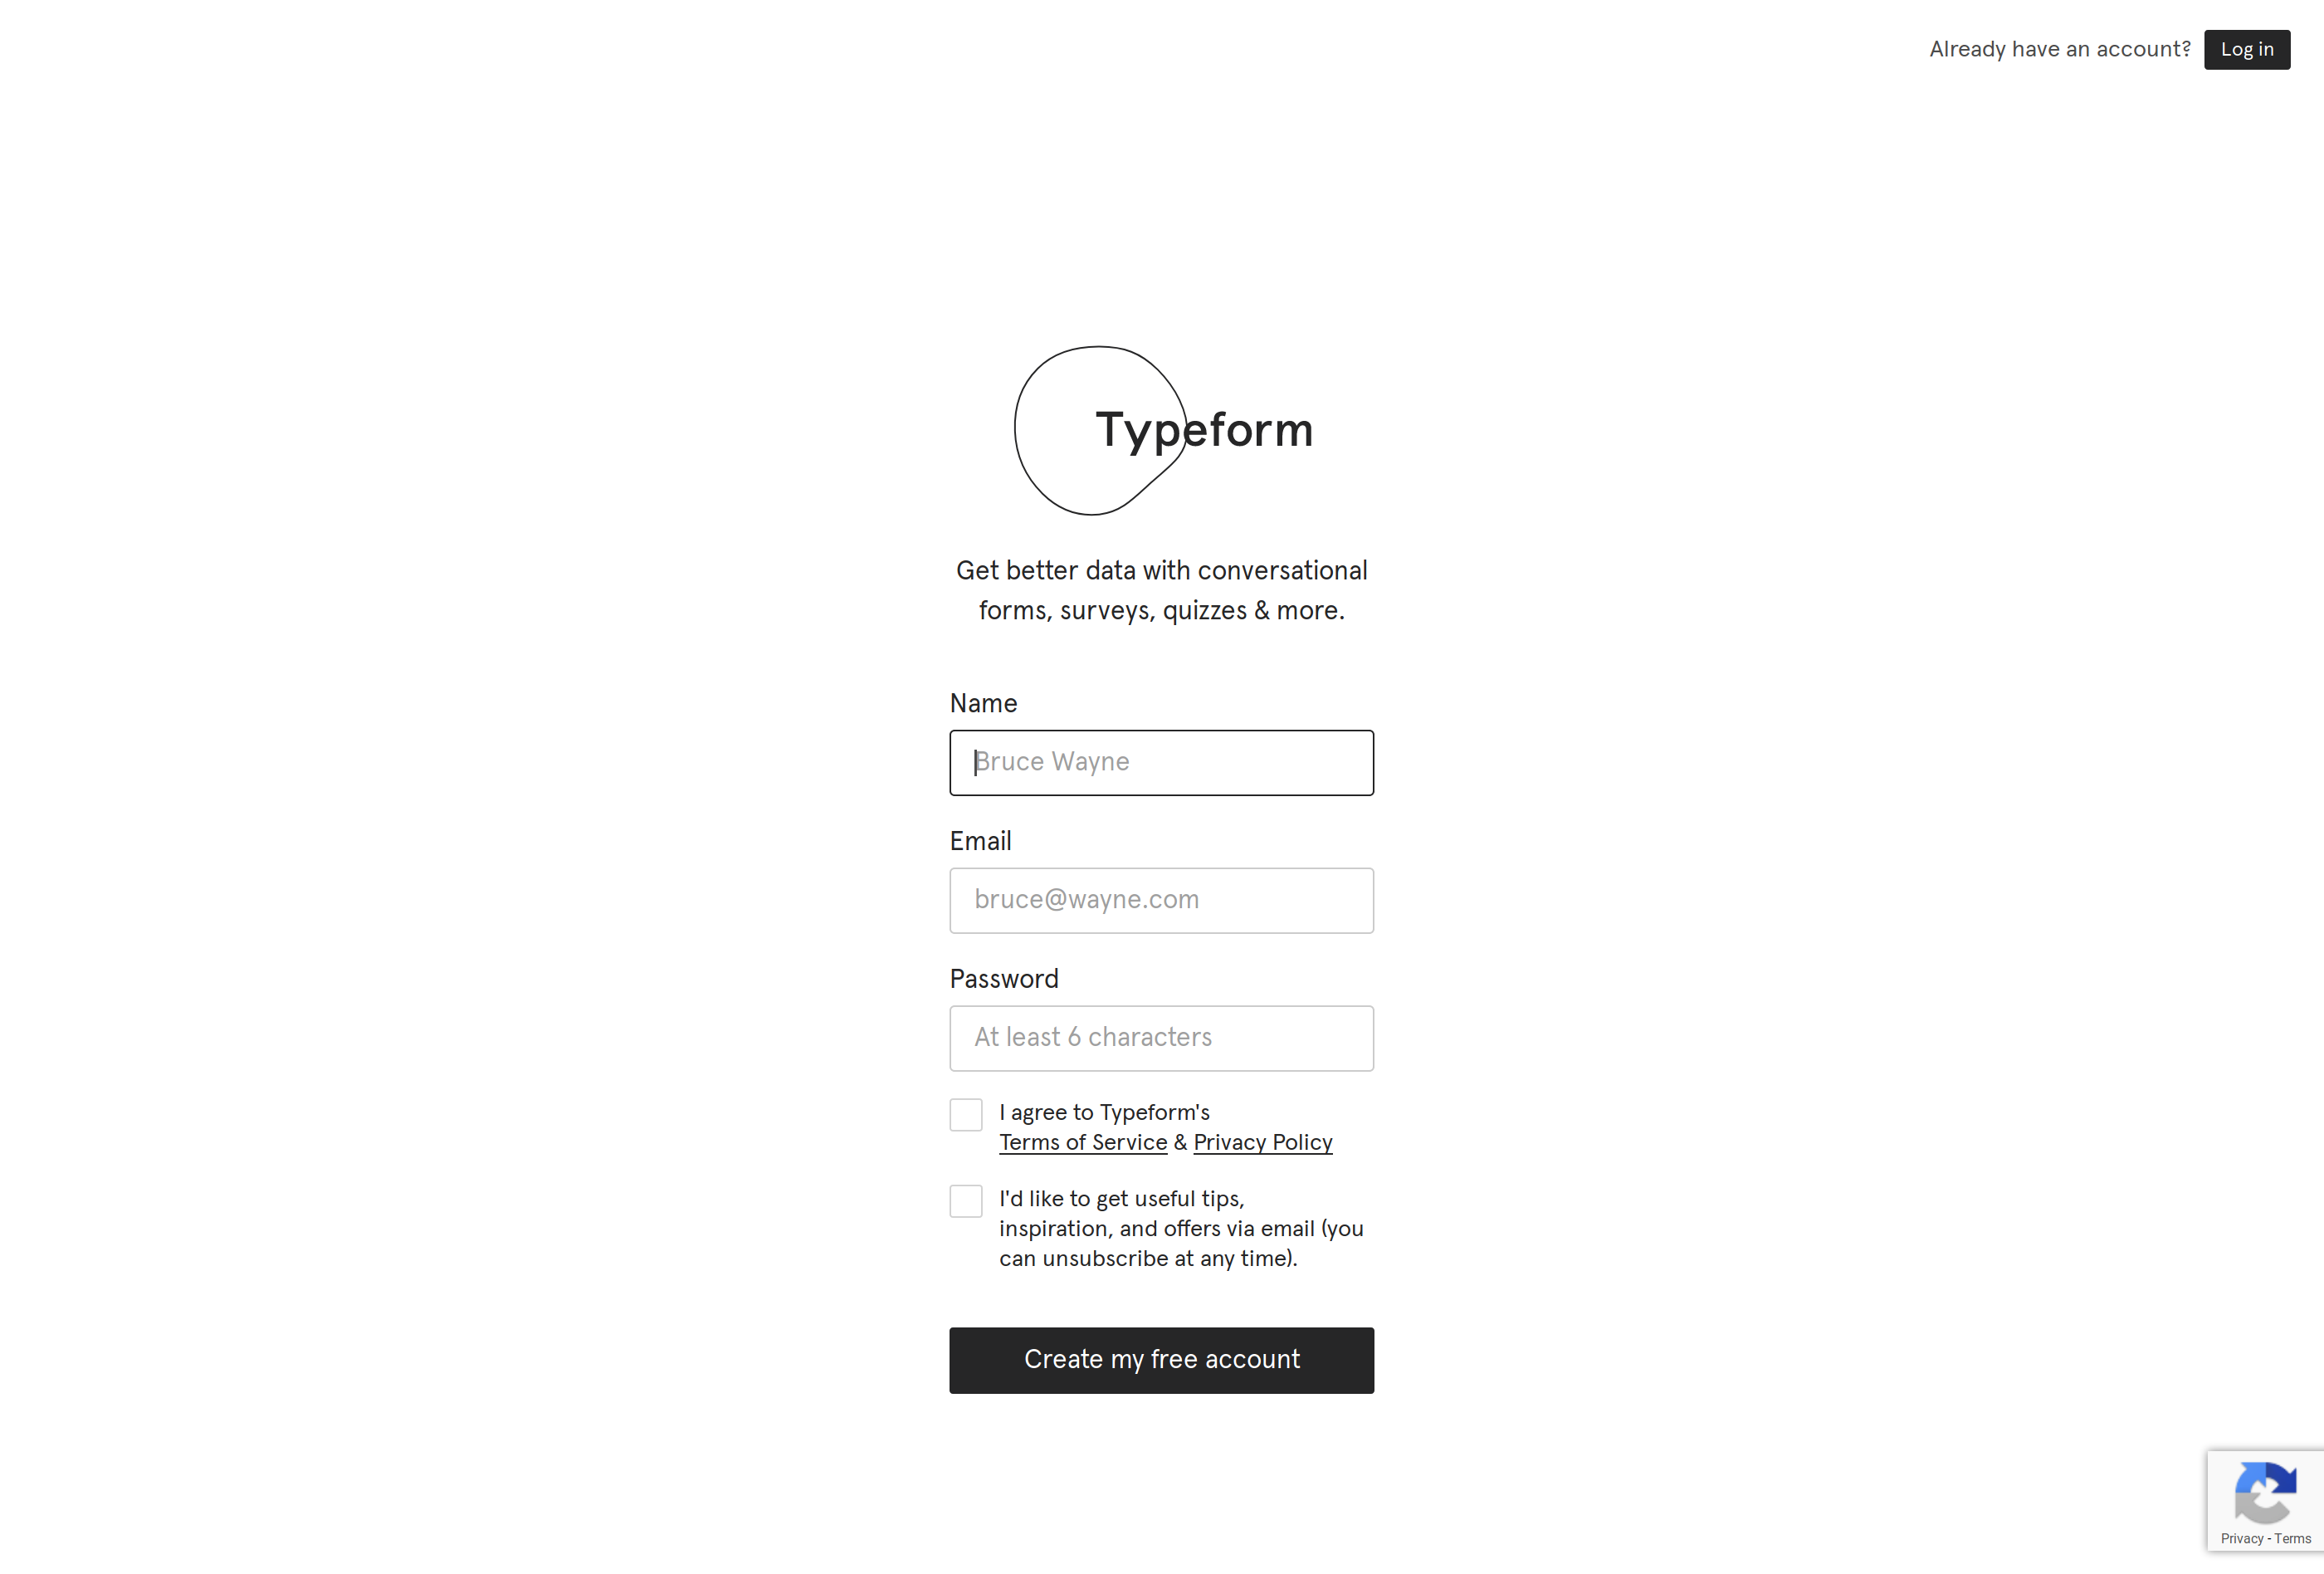 Already have an account? Log in
Typeform
Get better data with conversational
forms, surveys, quizzes & more.
Name
Bruce Wayne
Email
bruce@wayne.com
Password
At least 6 characters
I agree to Typeform's
Terms of Service & Privacy Policy
I'd like to get useful tips,
inspiration, and offers via email (you
can unsubscribe at any time).
Create my free account
Privacy - Terms